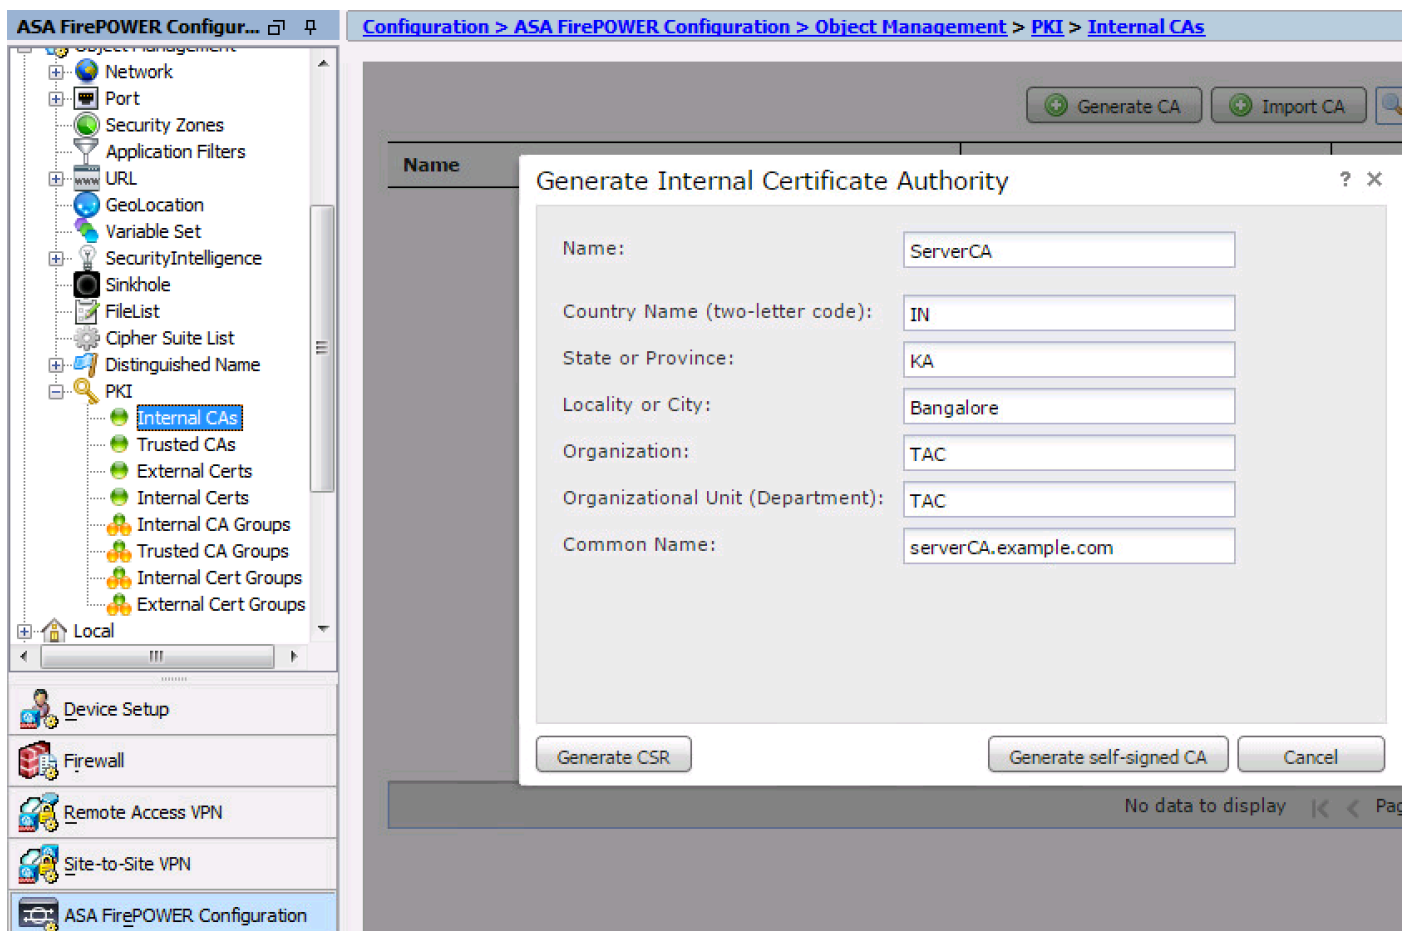 ASA FirePOWER Configur...
Object Management
Network
Port
Security Zones
Application Filters
www URL
GeoLocation
Variable Set
SecurityIntelligence
Sinkhole
FileList
Cipher Suite List
Distinguished Name
PKI
Internal CAs
Trusted CAs
External Certs
Internal Certs
Internal CA Groups
Trusted CA Groups
Internal Cert Groups
External Cert Groups
Local
Device Setup
Firewall
Remote Access VPN
Site-to-Site VPN
ASA FirePOWER Configuration
Configuration > ASA FirePOWER Configuration > Object Management > PKI > Internal CAs
Generate CA
Import CA
Name
Generate Internal Certificate Authority ?
Name: ServerCA
Country Name (two-letter code): IN
State or Province: KA
Locality or City: Bangalore
Organization: TAC
Organizational Unit (Department): TAC
Common Name: serverCA.example.com
Generate CSR
Generate self-signed CA
Cancel
No data to display |< < Pag